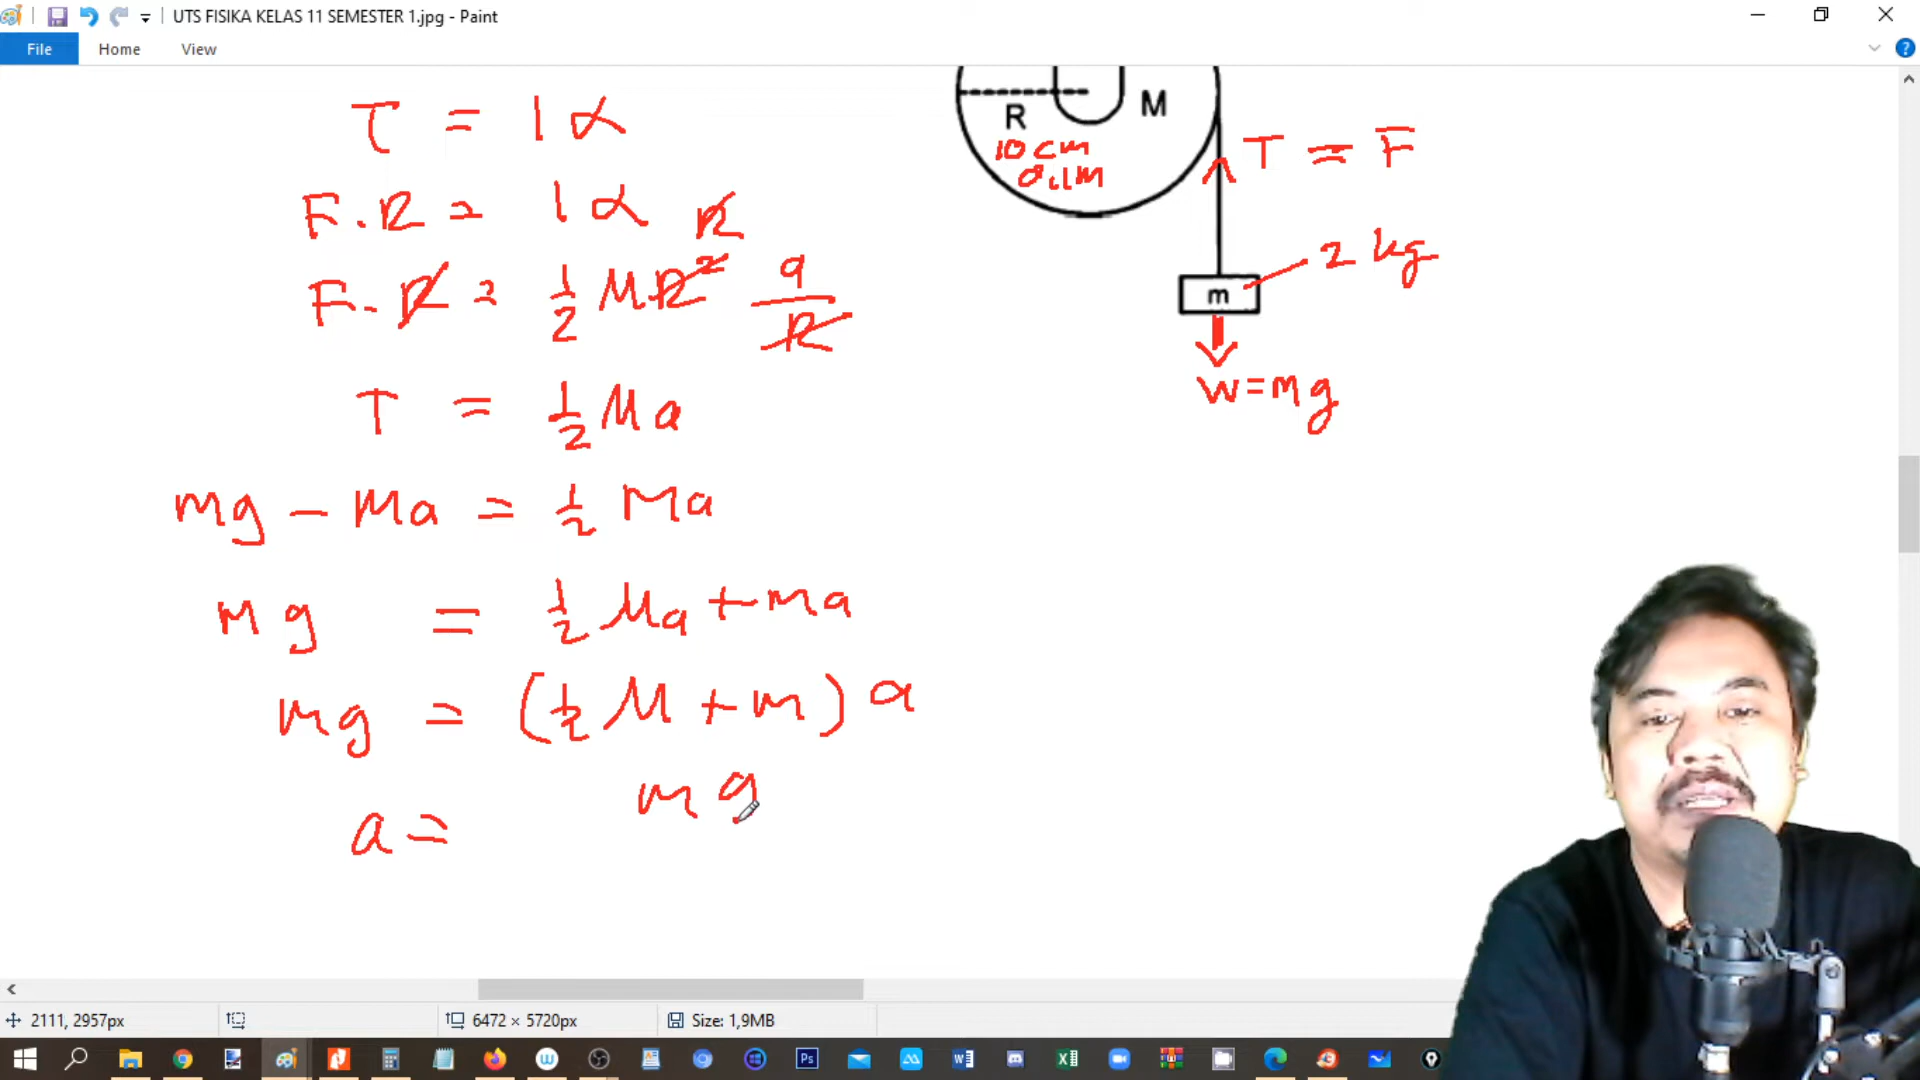 UTS FISIKA KELAS 11 SEMESTER 1.jpg - Paint
File Home View
τ = I α
F . R = I α
F . R = 1/2 MR² a/R
R
T = 1/2 Ma
mg - Ma = 1/2 Ma
mg = 1/2 Ma + ma
mg = (1/2 M + m) a
a = mg
R
M
10 cm
0,1 m
T = F
2 kg
m
W = mg
2111, 2957px
6472 × 5720px
Size: 1,9MB